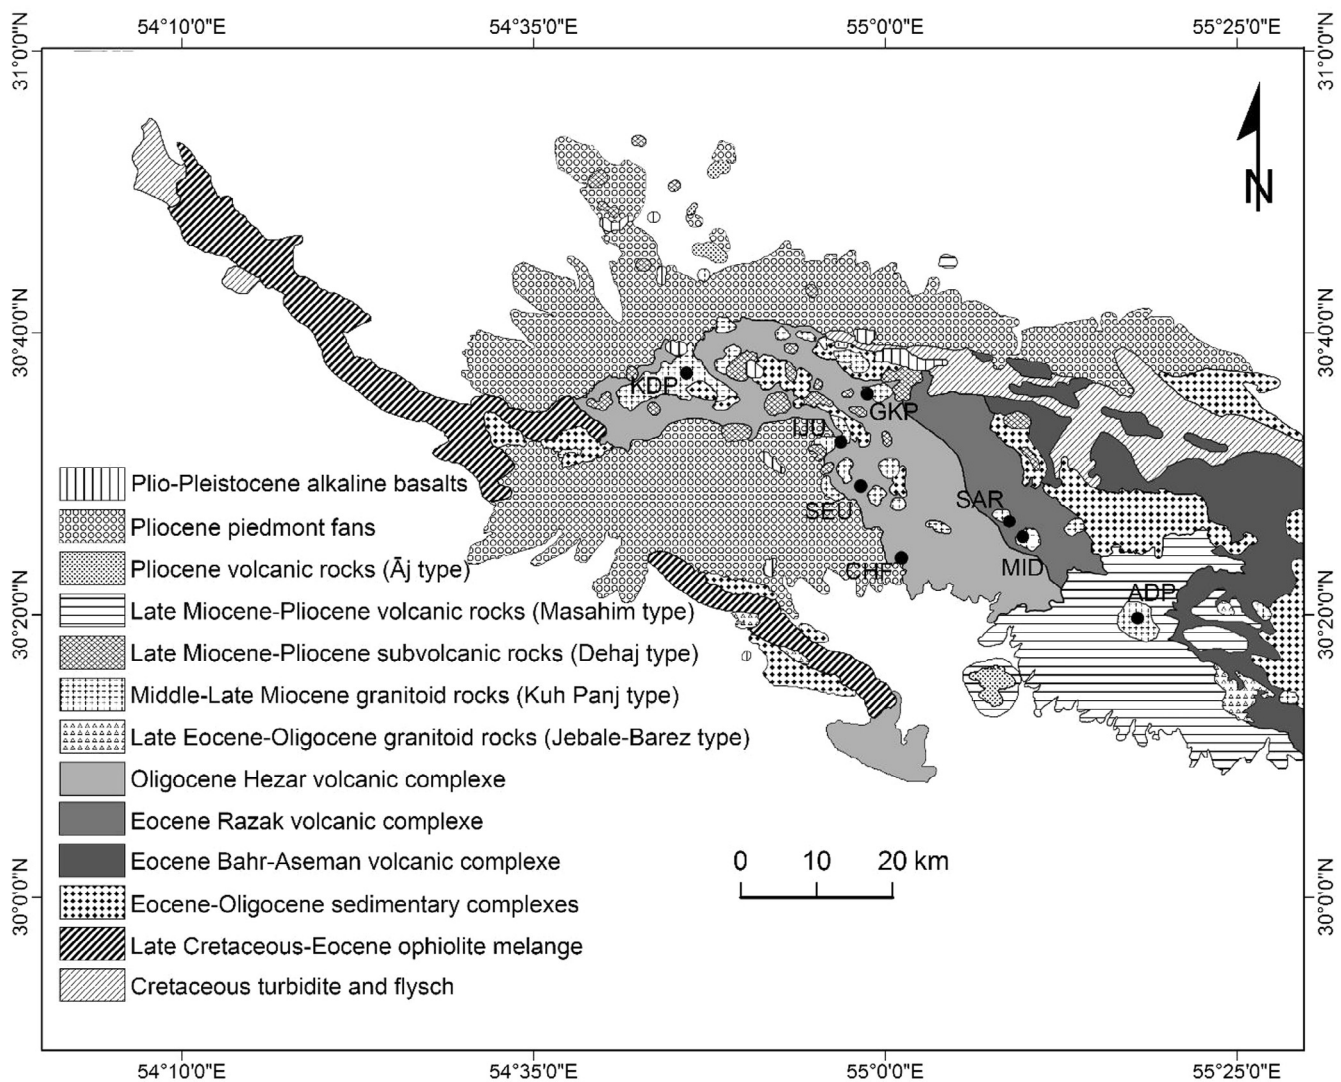 54°10'0"E 54°35'0"E 55°0'0"E 55°25'0"E
31°0'0"N 31°0'0"N
N
30°40'0"N 30°40'0"N
KDP
GKP
IJU
SEU
SAR
CHF
MID
ADP
30°20'0"N 30°20'0"N
Plio-Pleistocene alkaline basalts
Pliocene piedmont fans
Pliocene volcanic rocks (Āj type)
Late Miocene-Pliocene volcanic rocks (Masahim type)
Late Miocene-Pliocene subvolcanic rocks (Dehaj type)
Middle-Late Miocene granitoid rocks (Kuh Panj type)
Late Eocene-Oligocene granitoid rocks (Jebale-Barez type)
Oligocene Hezar volcanic complexe
Eocene Razak volcanic complexe
Eocene Bahr-Aseman volcanic complexe
Eocene-Oligocene sedimentary complexes
Late Cretaceous-Eocene ophiolite melange
Cretaceous turbidite and flysch
0 10 20 km
30°0'0"N 30°0'0"N
54°10'0"E 54°35'0"E 55°0'0"E 55°25'0"E